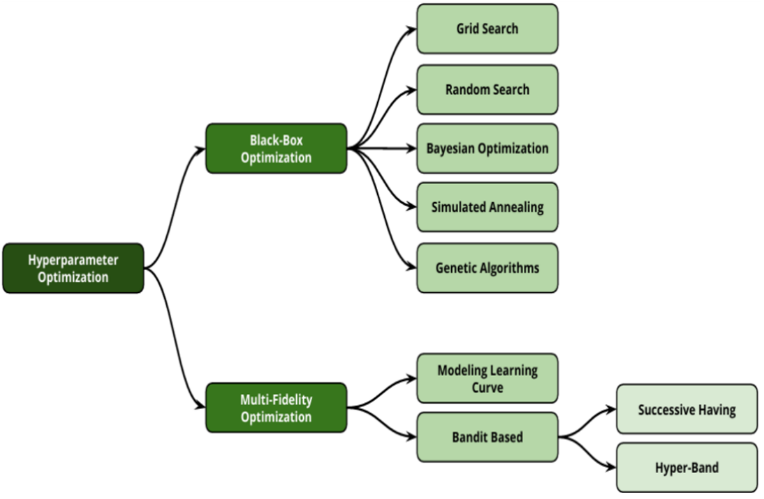 Grid Search
Random Search
Black-Box
Optimization
Bayesian Optimization
Simulated Annealing
Hyperparameter
Optimization
Genetic Algorithms
Modeling Learning
Curve
Multi-Fidelity
Optimization
Successive Having
Bandit Based
Hyper-Band